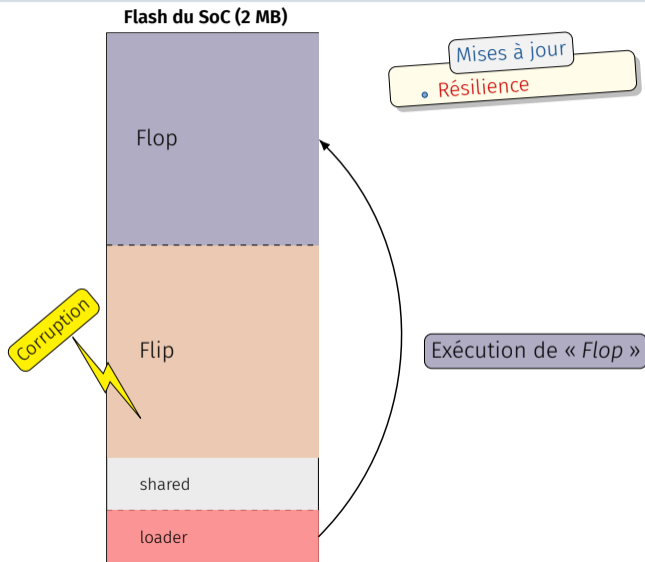 Flash du SoC (2 MB)
Mises à jour
Résilience
Flop
Corruption
Flip
Exécution de « Flop »
shared
loader